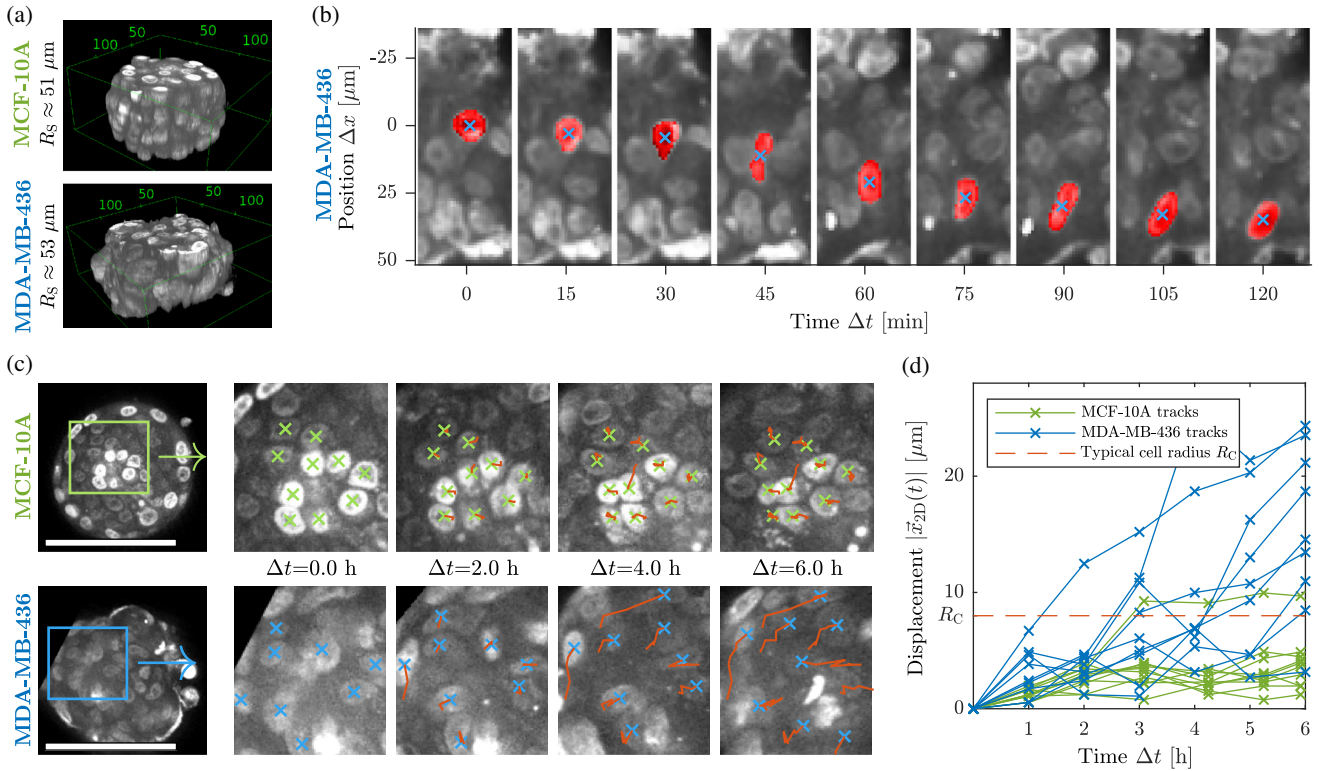 (a)
MCF-10A
R_S ≈ 51 μm
50
50
100
100
MDA-MB-436
R_S ≈ 53 μm
50
50
100
100
(b)
MDA-MB-436
Position Δx [μm]
-25
0
25
50
0 15 30 45 60 75 90 105 120
Time Δt [min]
(c)
MCF-10A
Δt=0.0 h Δt=2.0 h Δt=4.0 h Δt=6.0 h
MDA-MB-436
(d)
Displacement |x⃗_2D(t)| [μm]
20
10
R_C
0
MCF-10A tracks
MDA-MB-436 tracks
Typical cell radius R_C
1 2 3 4 5 6
Time Δt [h]